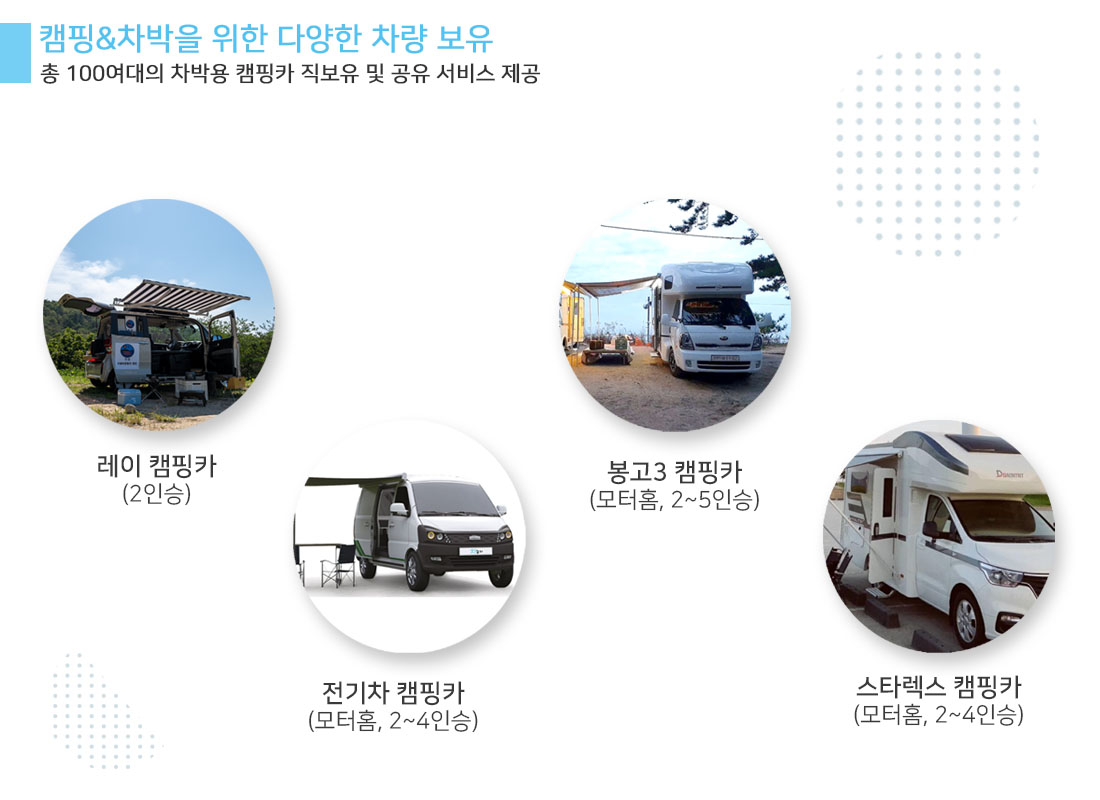 캠핑&차박을 위한 다양한 차량 보유
총 100여대의 차박용 캠핑카 직보유 및 공유 서비스 제공
레이 캠핑카
(2인승)
봉고3 캠핑카
(모터홈, 2~5인승)
전기차 캠핑카
(모터홈, 2~4인승)
스타렉스 캠핑카
(모터홈, 2~4인승)